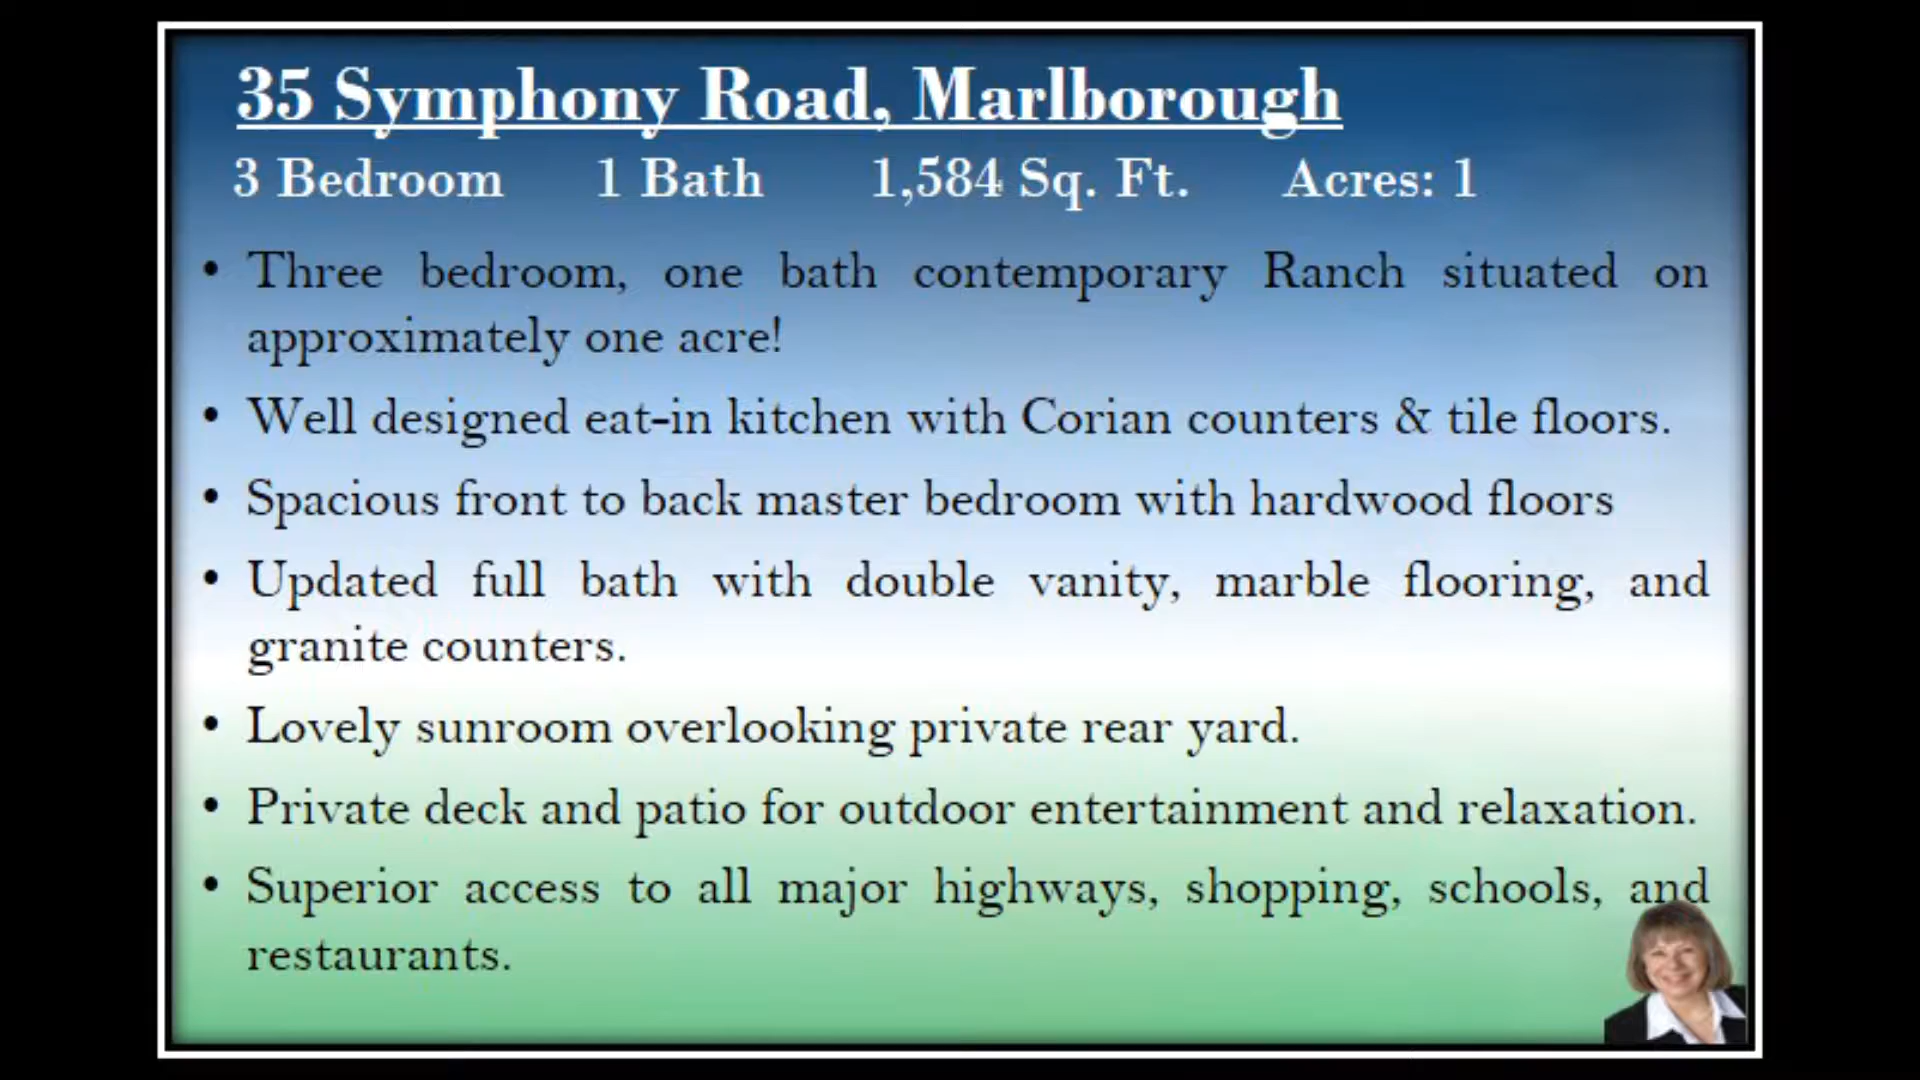 35 Symphony Road, Marlborough
3 Bedroom 1 Bath 1,584 Sq. Ft. Acres: 1
• Three bedroom, one bath contemporary Ranch situated on
approximately one acre!
• Well designed eat-in kitchen with Corian counters & tile floors.
• Spacious front to back master bedroom with hardwood floors
• Updated full bath with double vanity, marble flooring, and
granite counters.
• Lovely sunroom overlooking private rear yard.
• Private deck and patio for outdoor entertainment and relaxation.
• Superior access to all major highways, shopping, schools, and
restaurants.